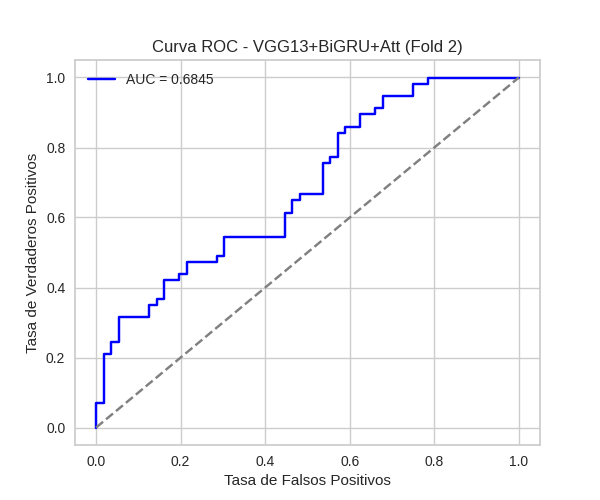 Curva ROC - VGG13+BiGRU+Att (Fold 2)
AUC = 0.6845
Tasa de Verdaderos Positivos
1.0
0.8
0.6
0.4
0.2
0.0
0.0 0.2 0.4 0.6 0.8 1.0
Tasa de Falsos Positivos